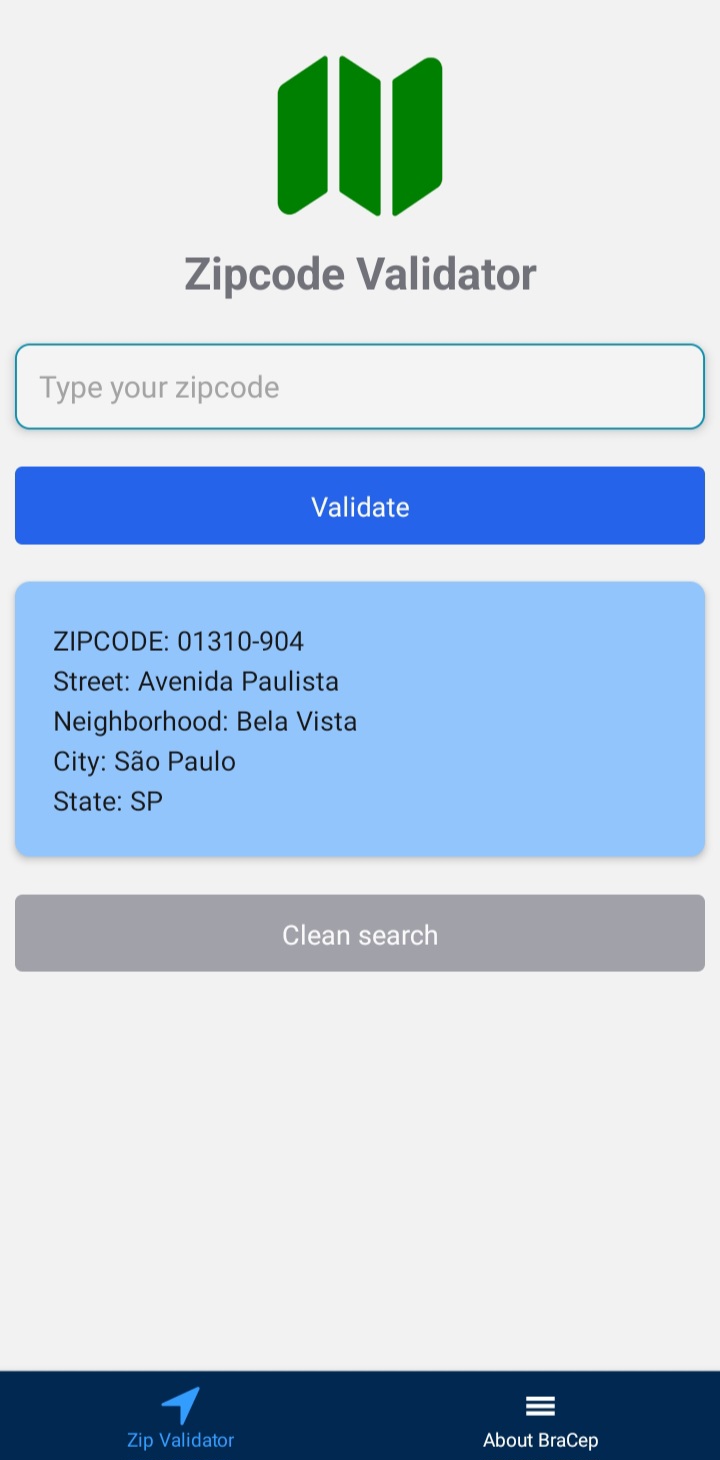 Zipcode Validator
Type your zipcode
Validate
ZIPCODE: 01310-904
Street: Avenida Paulista
Neighborhood: Bela Vista
City: São Paulo
State: SP
Clean search
Zip Validator
About BraCep